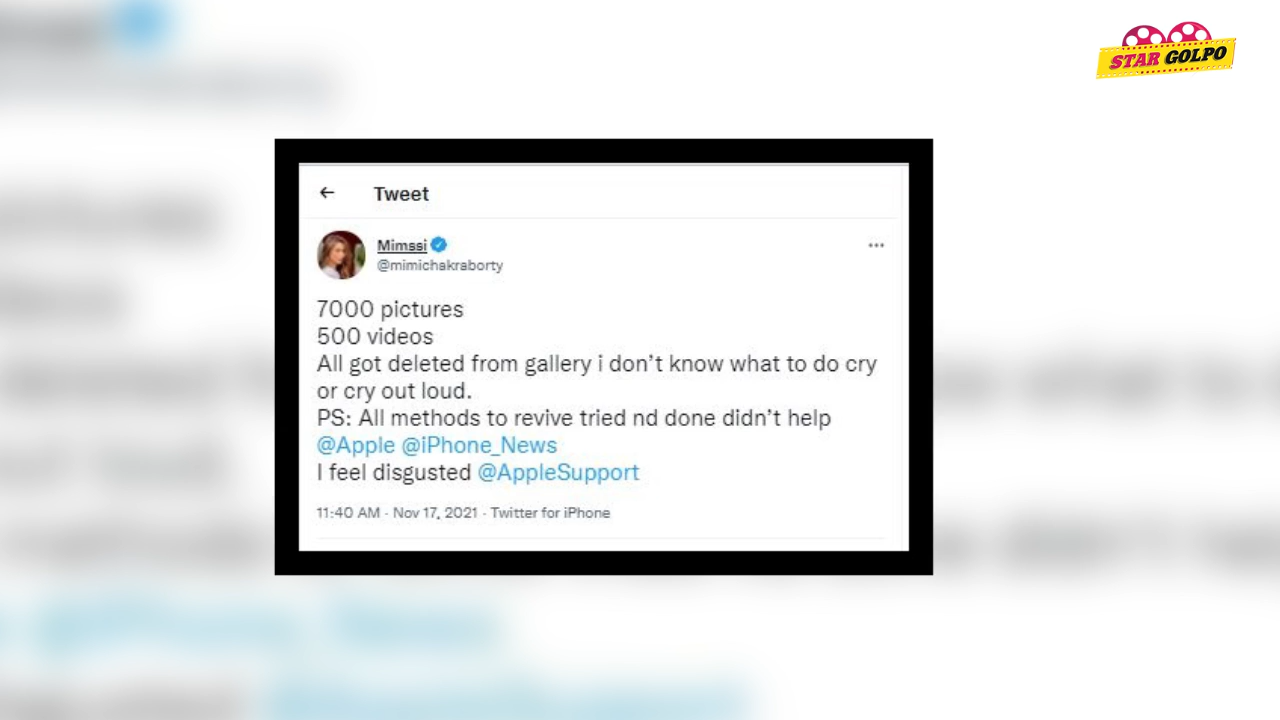 STAR GOLPO
Tweet
Mimssi
@mimichakraborty
7000 pictures
500 videos
All got deleted from gallery i don’t know what to do cry
or cry out loud.
PS: All methods to revive tried nd done didn’t help
@Apple @iPhone_News
I feel disgusted @AppleSupport
11:40 AM · Nov 17, 2021 · Twitter for iPhone